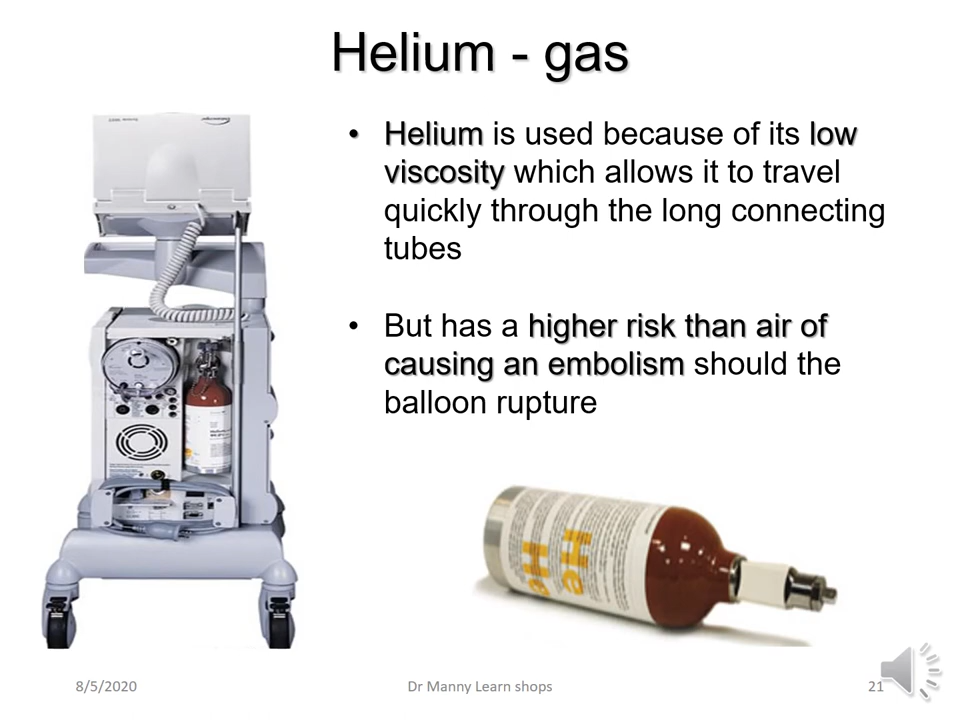 Helium - gas
• Helium is used because of its low
viscosity which allows it to travel
quickly through the long connecting
tubes
• But has a higher risk than air of
causing an embolism should the
balloon rupture
He
He
8/5/2020
Dr Manny Learn shops
21